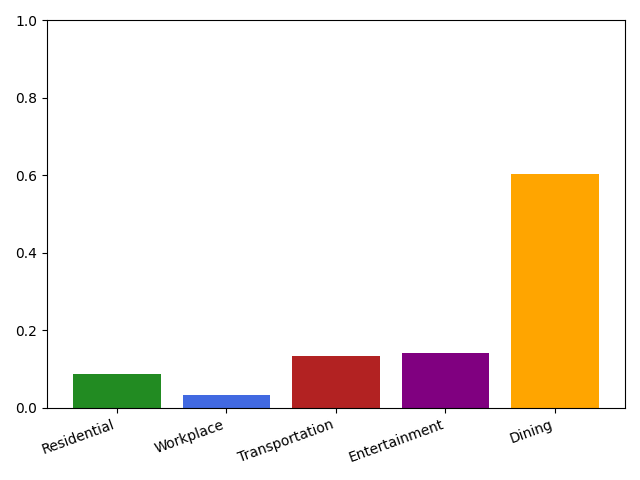 1.0
0.8
0.6
0.4
0.2
0.0
Residential
Workplace
Transportation
Entertainment
Dining